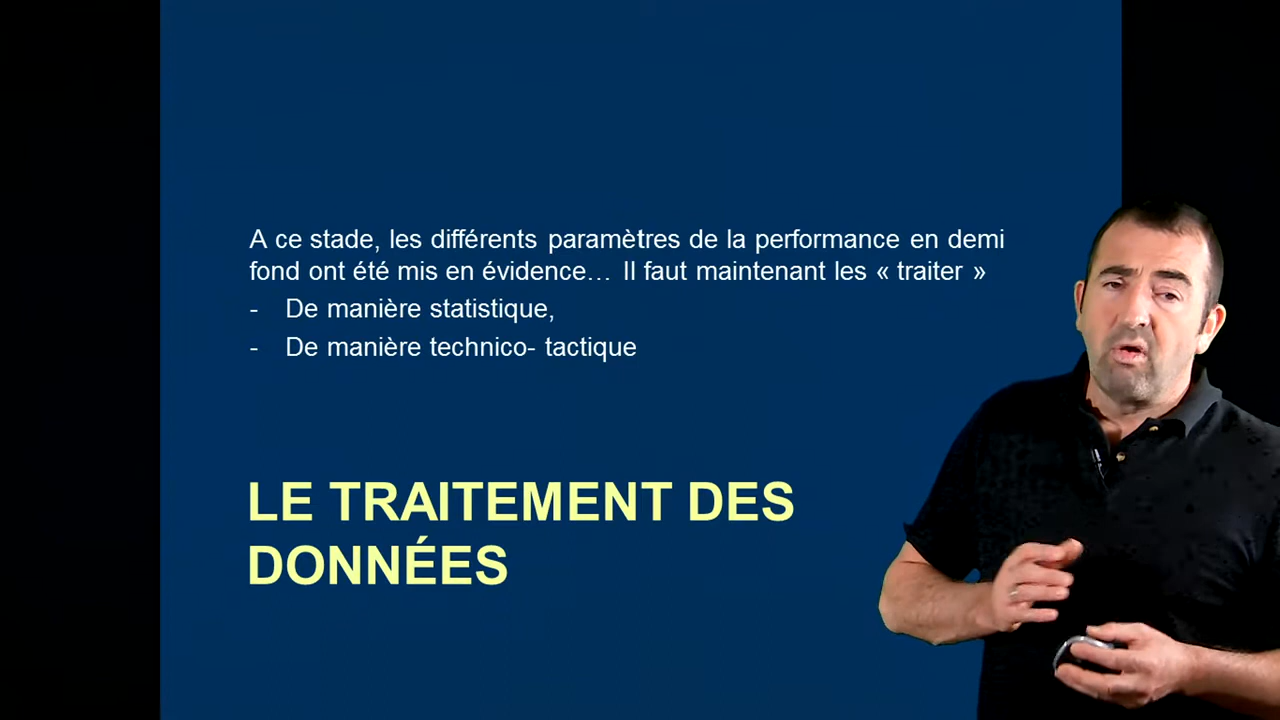 A ce stade, les différents paramètres de la performance en demi
fond ont été mis en évidence… Il faut maintenant les « traiter »
- De manière statistique,
- De manière technico- tactique
LE TRAITEMENT DES
DONNÉES